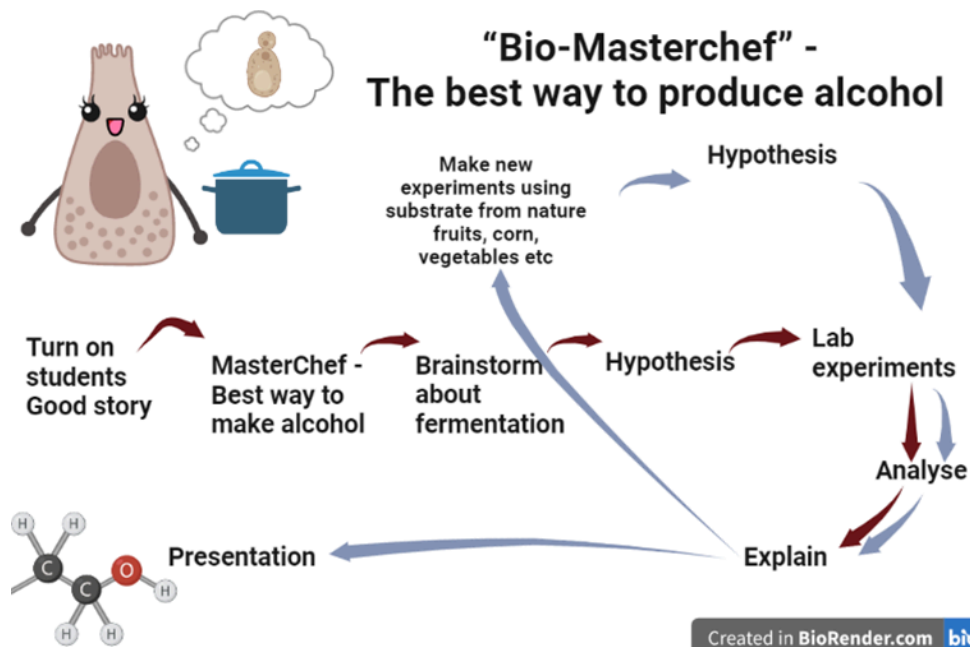 “Bio-Masterchef” -
The best way to produce alcohol
Make new
experiments using
substrate from nature
fruits, corn,
vegetables etc
Hypothesis
Turn on
students
Good story
MasterChef -
Best way to
make alcohol
Brainstorm
about
fermentation
Hypothesis
Lab
experiments
Analyse
Explain
Presentation
H
H
C
C
O
H
H
H
Created in BioRender.com